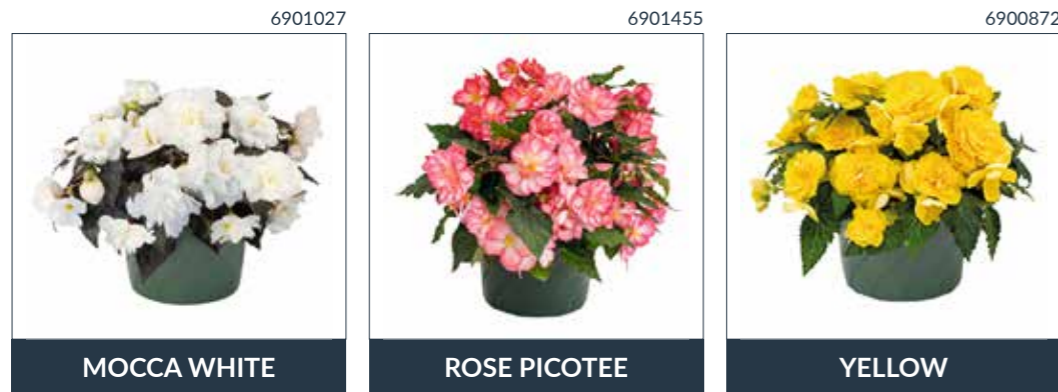 6901027
6901455
6900872
MOCCA WHITE
ROSE PICOTEE
YELLOW